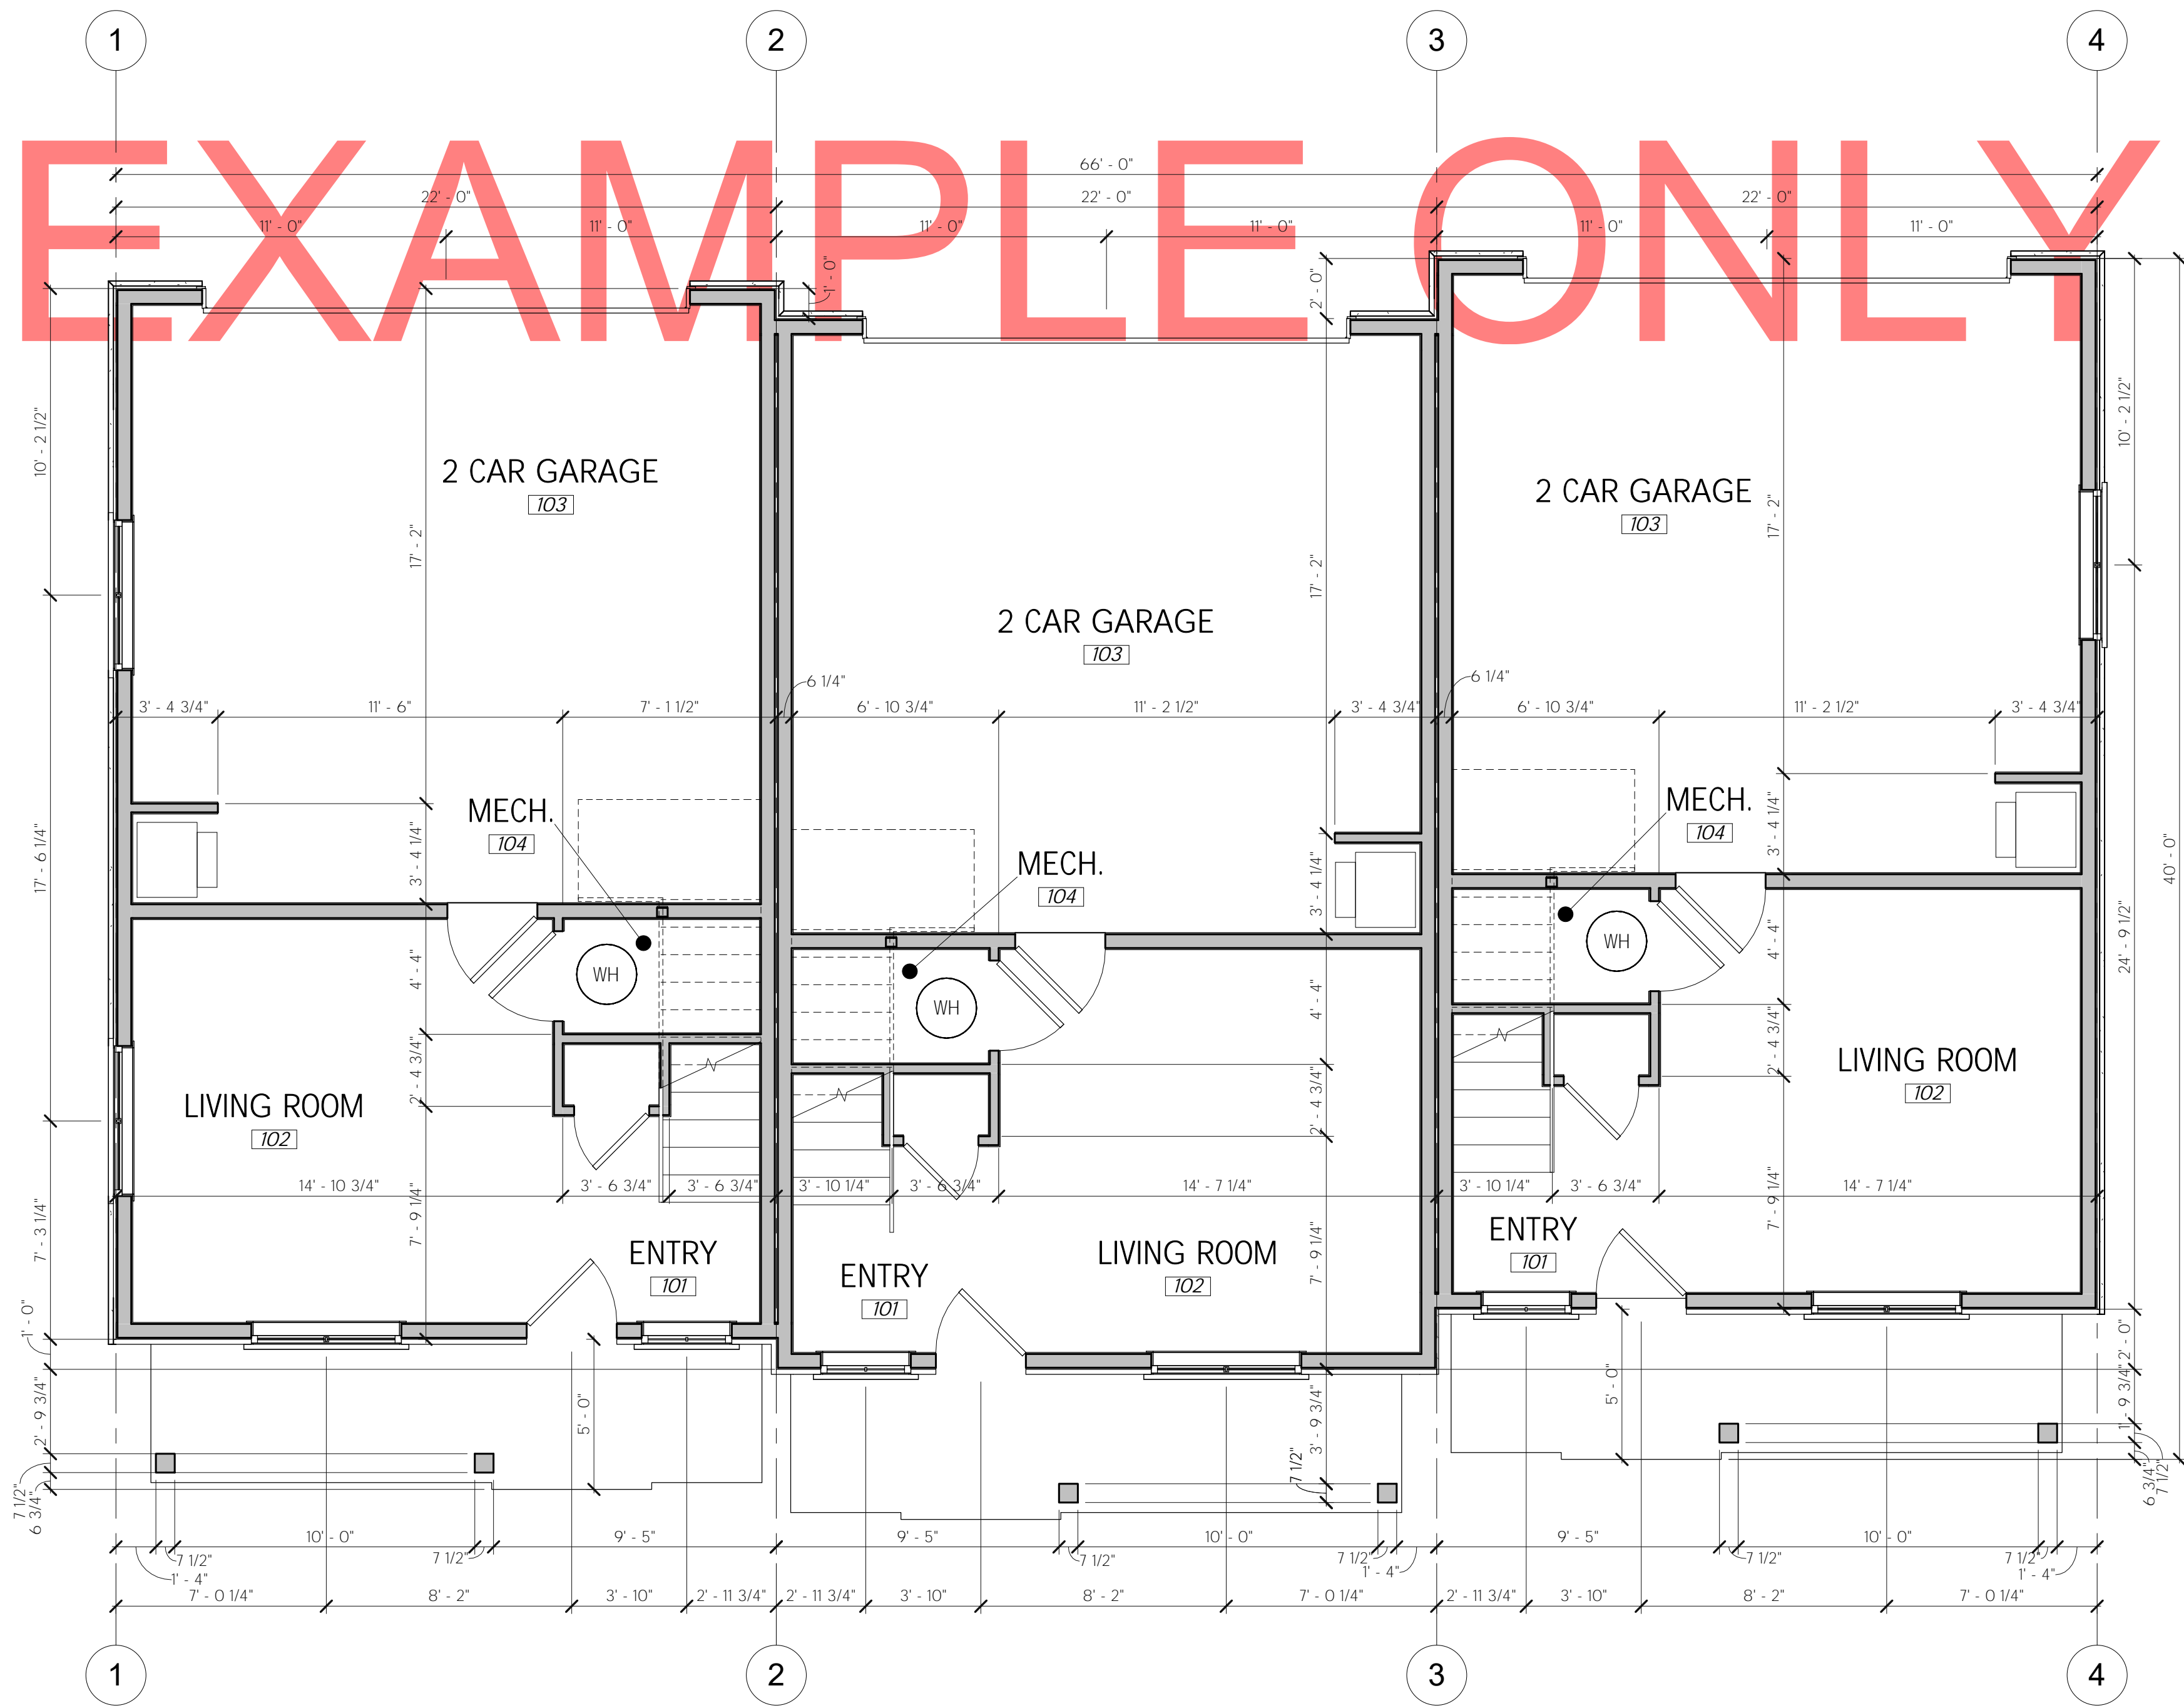 1 2 3 4
EXAMPLE ONLY
66' - 0"
22' - 0" 22' - 0" 22' - 0"
11' - 0" 11' - 0" 11' - 0" 11' - 0" 11' - 0" 11' - 0"
1' - 0"
2' - 0"
10' - 2 1/2"
17' - 2"
2 CAR GARAGE
103
17' - 2"
2 CAR GARAGE
103
17' - 2"
2 CAR GARAGE
103
10' - 2 1/2"
6 1/4"
6 1/4"
3' - 4 3/4" 11' - 6" 7' - 1 1/2" 6' - 10 3/4" 11' - 2 1/2" 3' - 4 3/4" 6' - 10 3/4" 11' - 2 1/2" 3' - 4 3/4"
17' - 6 1/4"
3' - 4 1/4"
MECH.
104
MECH.
104
3' - 4 1/4"
MECH.
104
3' - 4 1/4"
40' - 0"
24' - 9 1/2"
4' - 4"
WH
WH
4' - 4"
WH
4' - 4"
2' - 4 3/4"
2' - 4 3/4"
2' - 4 3/4"
LIVING ROOM
102
LIVING ROOM
102
14' - 10 3/4" 3' - 6 3/4" 3' - 6 3/4" 3' - 10 1/4" 3' - 6 3/4" 14' - 7 1/4" 3' - 10 1/4" 3' - 6 3/4" 14' - 7 1/4"
7' - 3 1/4"
7' - 9 1/4"
ENTRY
101
ENTRY
101
LIVING ROOM
102
7' - 9 1/4"
ENTRY
101
7' - 9 1/4"
1' - 0"
2' - 9 3/4"
7 1/2"
6 3/4"
5' - 0"
3' - 9 3/4"
7 1/2"
5' - 0"
2' - 0"
1' - 9 3/4"
6 3/4"
7 1/2"
10' - 0" 9' - 5" 9' - 5" 10' - 0" 9' - 5" 10' - 0"
7 1/2" 7 1/2" 7 1/2" 7 1/2" 7 1/2" 7 1/2"
1' - 4" 1' - 4" 1' - 4"
7' - 0 1/4" 8' - 2" 3' - 10" 2' - 11 3/4" 2' - 11 3/4" 3' - 10" 8' - 2" 7' - 0 1/4" 2' - 11 3/4" 3' - 10" 8' - 2" 7' - 0 1/4"
1 2 3 4